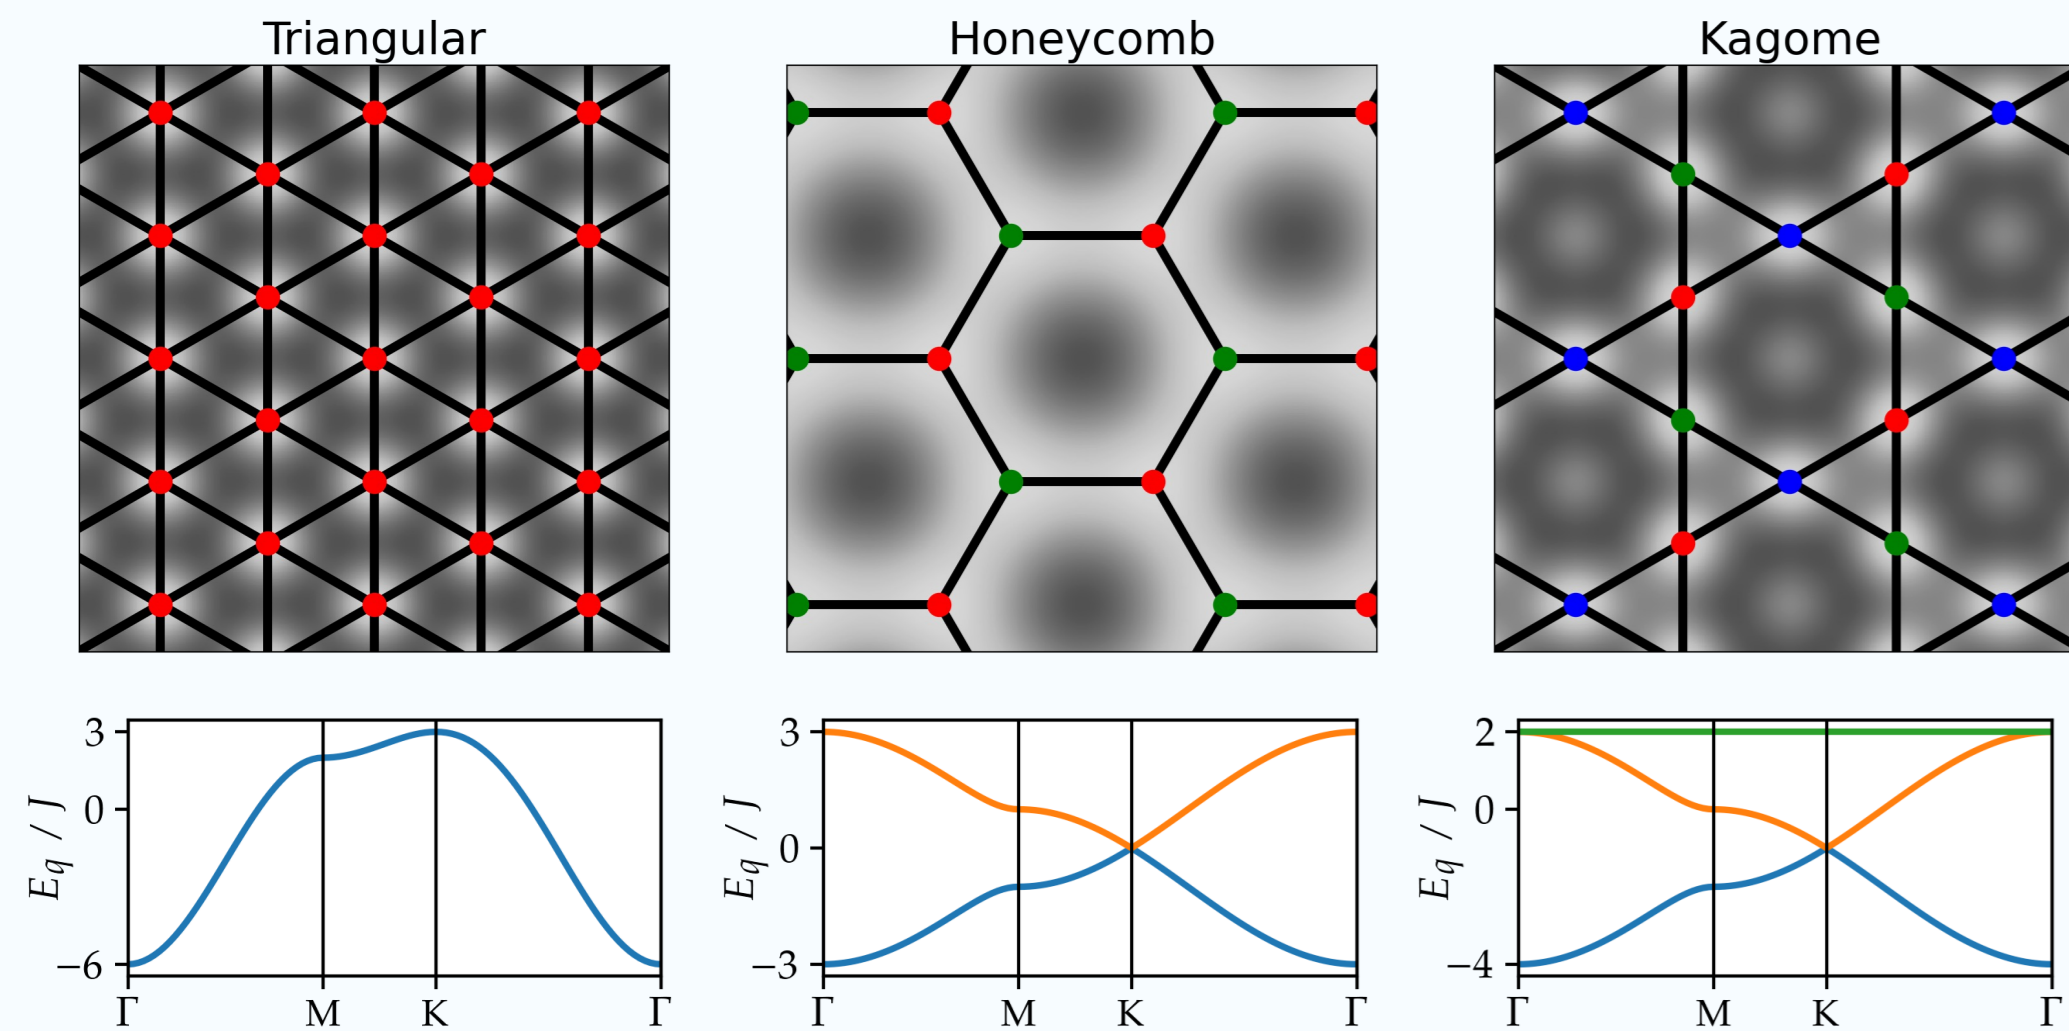 Triangular
Honeycomb
Kagome
3
0
−6
E_q / J
Γ
M
K
Γ
3
0
−3
E_q / J
Γ
M
K
Γ
2
0
−4
E_q / J
Γ
M
K
Γ